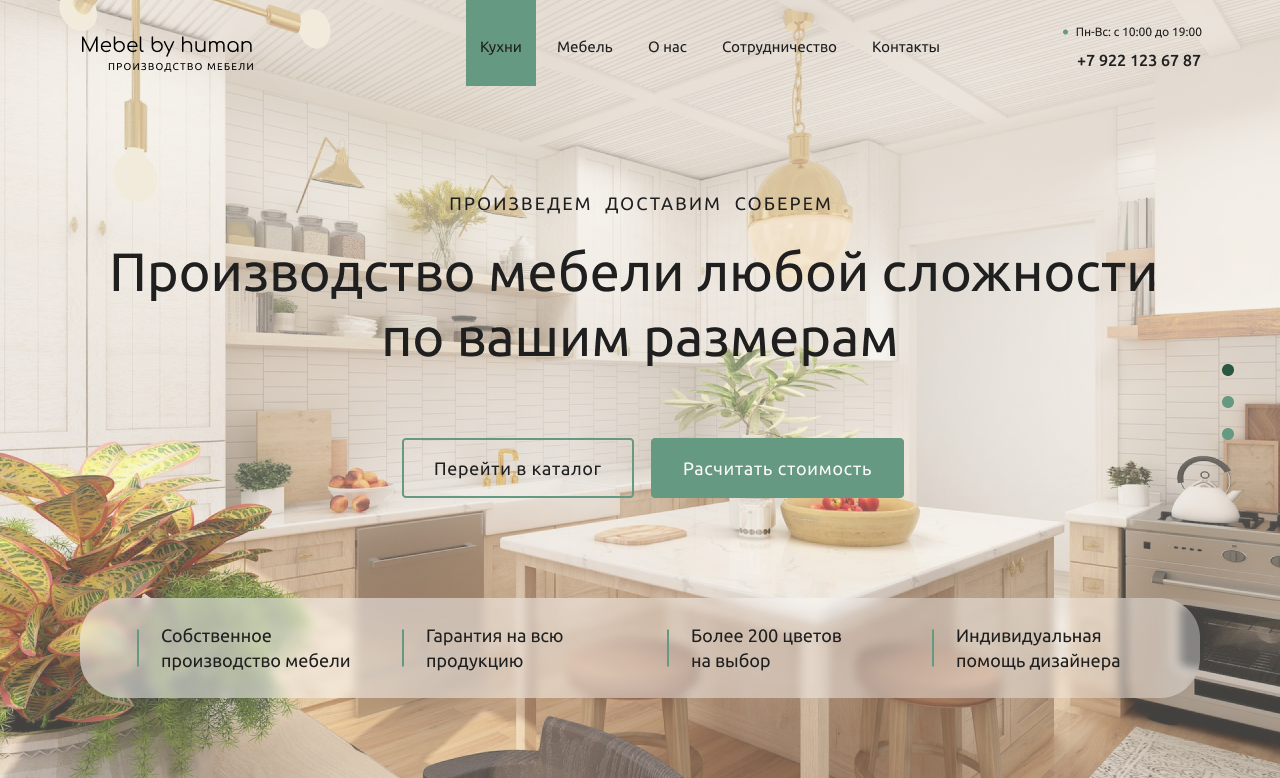 Mebel by human
ПРОИЗВОДСТВО МЕБЕЛИ
Кухни
Мебель
О нас
Сотрудничество
Контакты
Пн-Вс: с 10:00 до 19:00
+7 922 123 67 87
ПРОИЗВЕДЕМ ДОСТАВИМ СОБЕРЕМ
Производство мебели любой сложности
по вашим размерам
Перейти в каталог
Расчитать стоимость
Собственное
производство мебели
Гарантия на всю
продукцию
Более 200 цветов
на выбор
Индивидуальная
помощь дизайнера